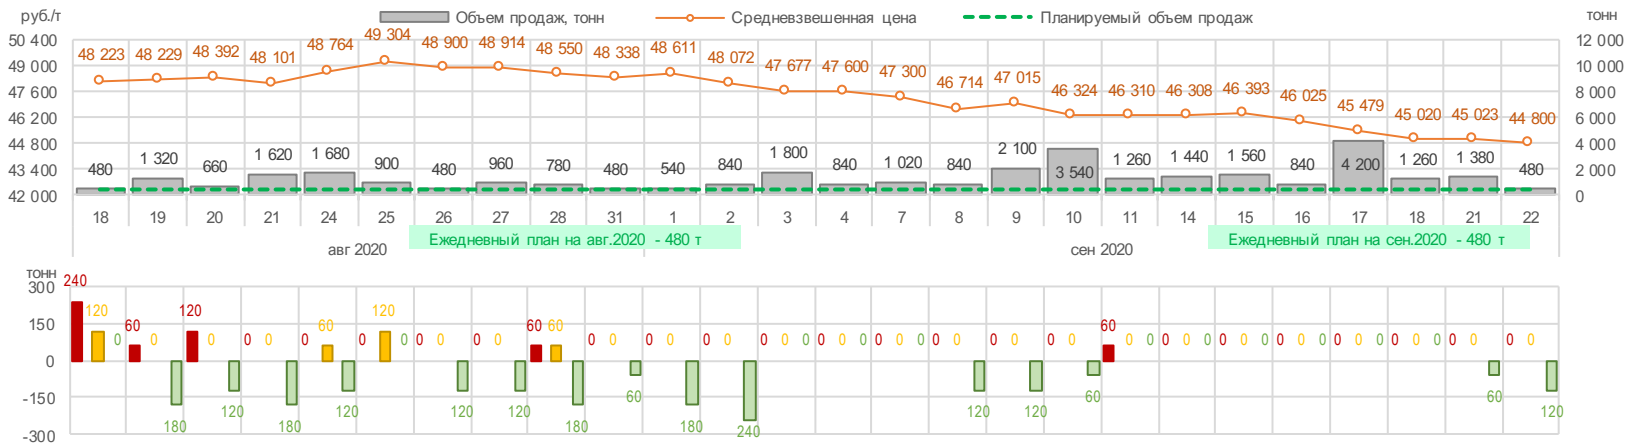 руб./т Объем продаж, тонн Средневзвешенная цена Планируемый объем продаж тонн
50 400 49 000 47 600 46 200 44 800 43 400 42 000
48 223 48 229 48 392 48 101 48 764 49 304 48 900 48 914 48 550 48 338 48 611 48 072 47 677 47 600 47 300 46 714 47 015 46 324 46 310 46 308 46 393 46 025 45 479 45 020 45 023 44 800
480 1 320 660 1 620 1 680 900 480 960 780 480 540 840 1 800 840 1 020 840 2 100 3 540 1 260 1 440 1 560 840 4 200 1 260 1 380 480
12 000 10 000 8 000 6 000 4 000 2 000 0
18 19 20 21 24 25 26 27 28 31 1 2 3 4 7 8 9 10 11 14 15 16 17 18 21 22
Ежедневный план на авг.2020 - 480 т Ежедневный план на сен.2020 - 480 т
авг 2020 сен 2020
тонн
300 150 0 -150 -300
240
120 60 120 60 120 60 60 60
0 0 0 0 0 0 0 0 0 0 0 0 0 0 0 0 0 0 0 0 0 0 0 0 0 0 0 0 0 0 0 0 0 0 0 0 0 0 0 0 0 0 0 0 0 0 0 0 0 0 0 0 0 0
180 120 180 120 120 120 180 60 180 240 120 120 60 60 120